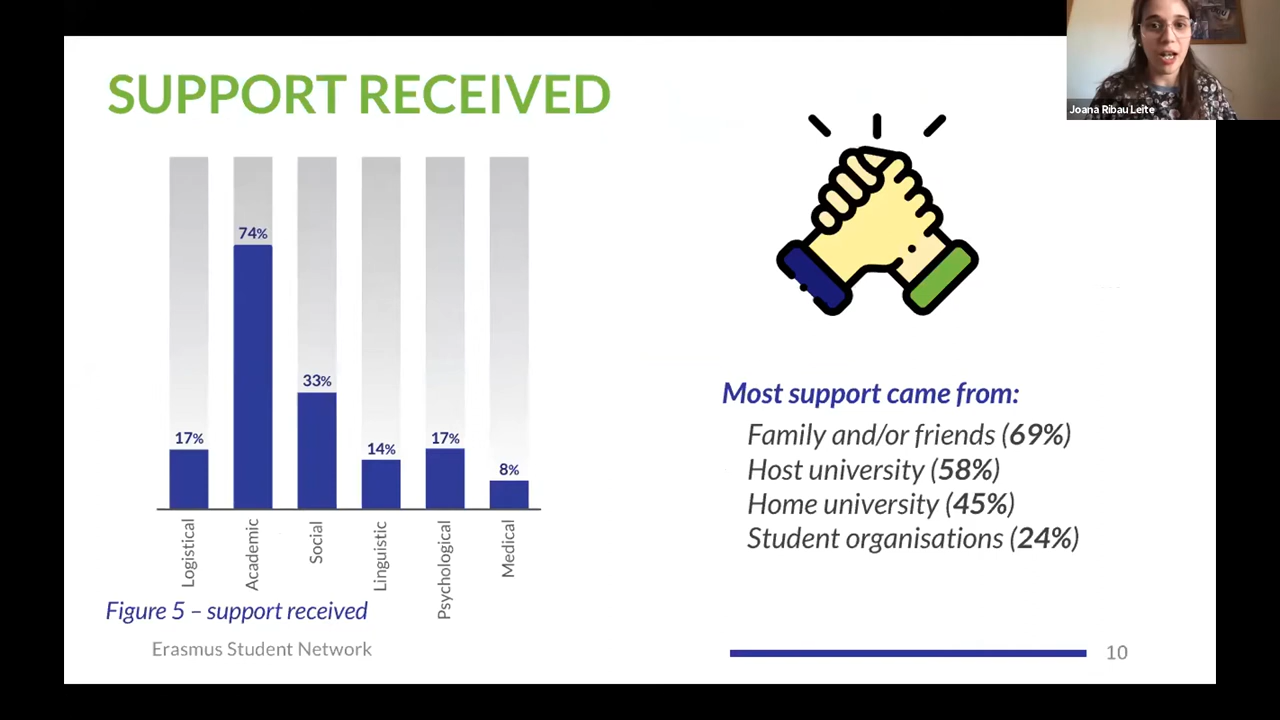 Joana Ribau Leite
SUPPORT RECEIVED
74%
33%
17%
14%
17%
8%
Logistical
Academic
Social
Linguistic
Psychological
Medical
Figure 5 – support received
Most support came from:
Family and/or friends (69%)
Host university (58%)
Home university (45%)
Student organisations (24%)
Erasmus Student Network
10